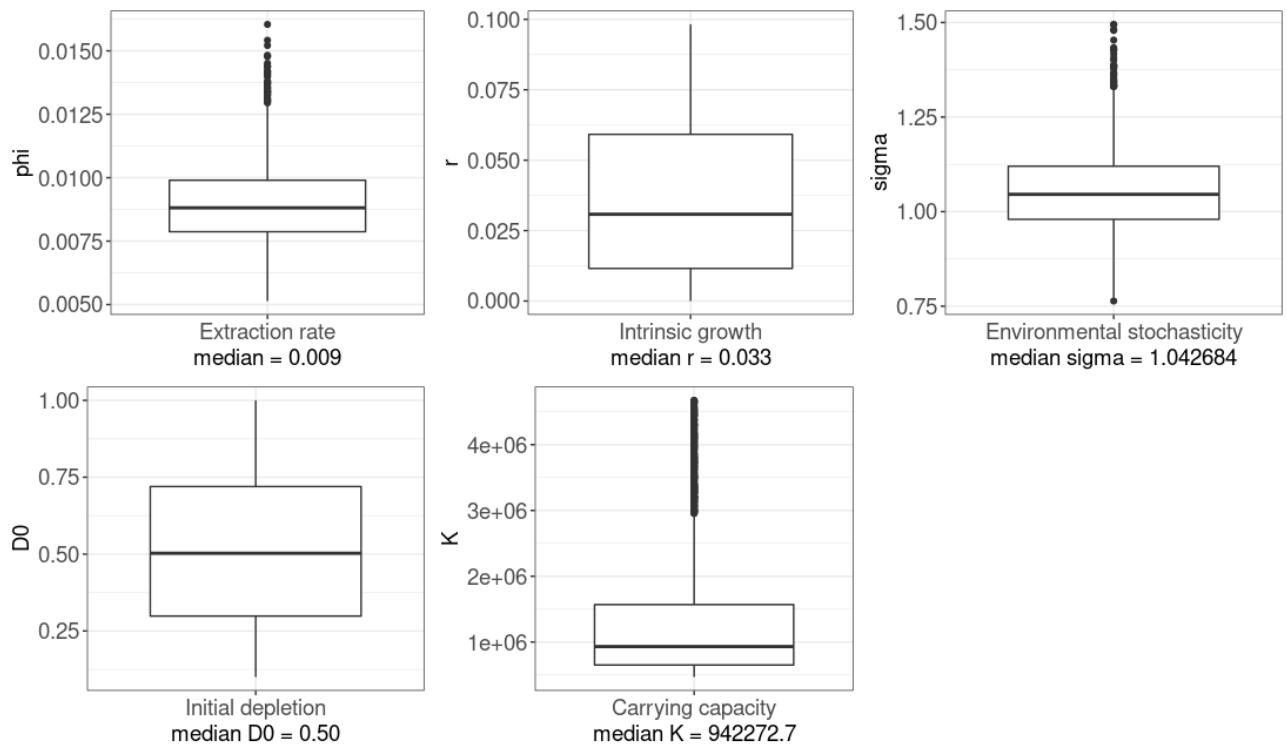 phi
0.0150
0.0125
0.0100
0.0075
0.0050
Extraction rate
median = 0.009
r
0.100
0.075
0.050
0.025
0.000
Intrinsic growth
median r = 0.033
sigma
1.50
1.25
1.00
0.75
Environmental stochasticity
median sigma = 1.042684
D0
1.00
0.75
0.50
0.25
Initial depletion
median D0 = 0.50
K
4e+06
3e+06
2e+06
1e+06
Carrying capacity
median K = 942272.7